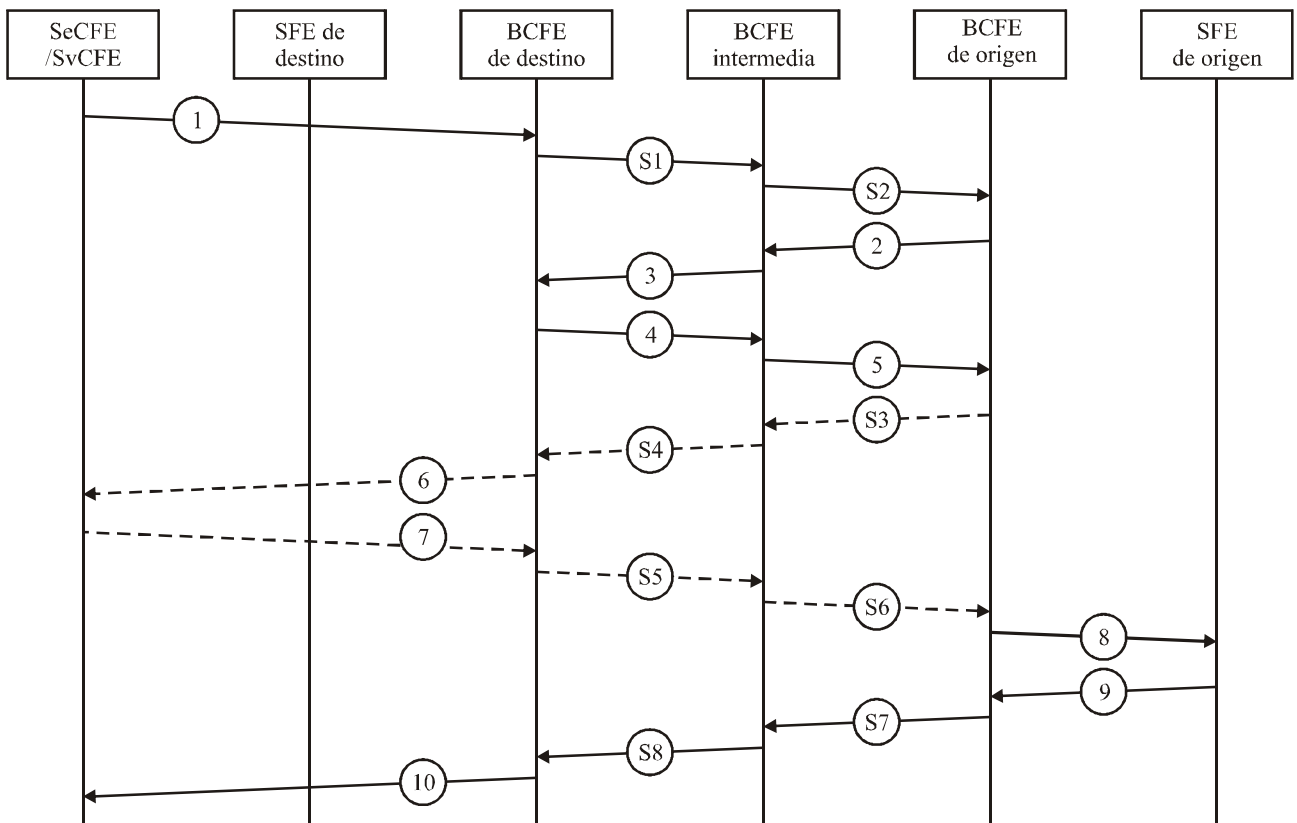 SeCFE
/SvCFE
SFE de
destino
BCFE
de destino
BCFE
intermedia
BCFE
de origen
SFE
de origen
1
S1
S2
2
3
4
5
S3
S4
6
7
S5
S6
8
9
S7
S8
10